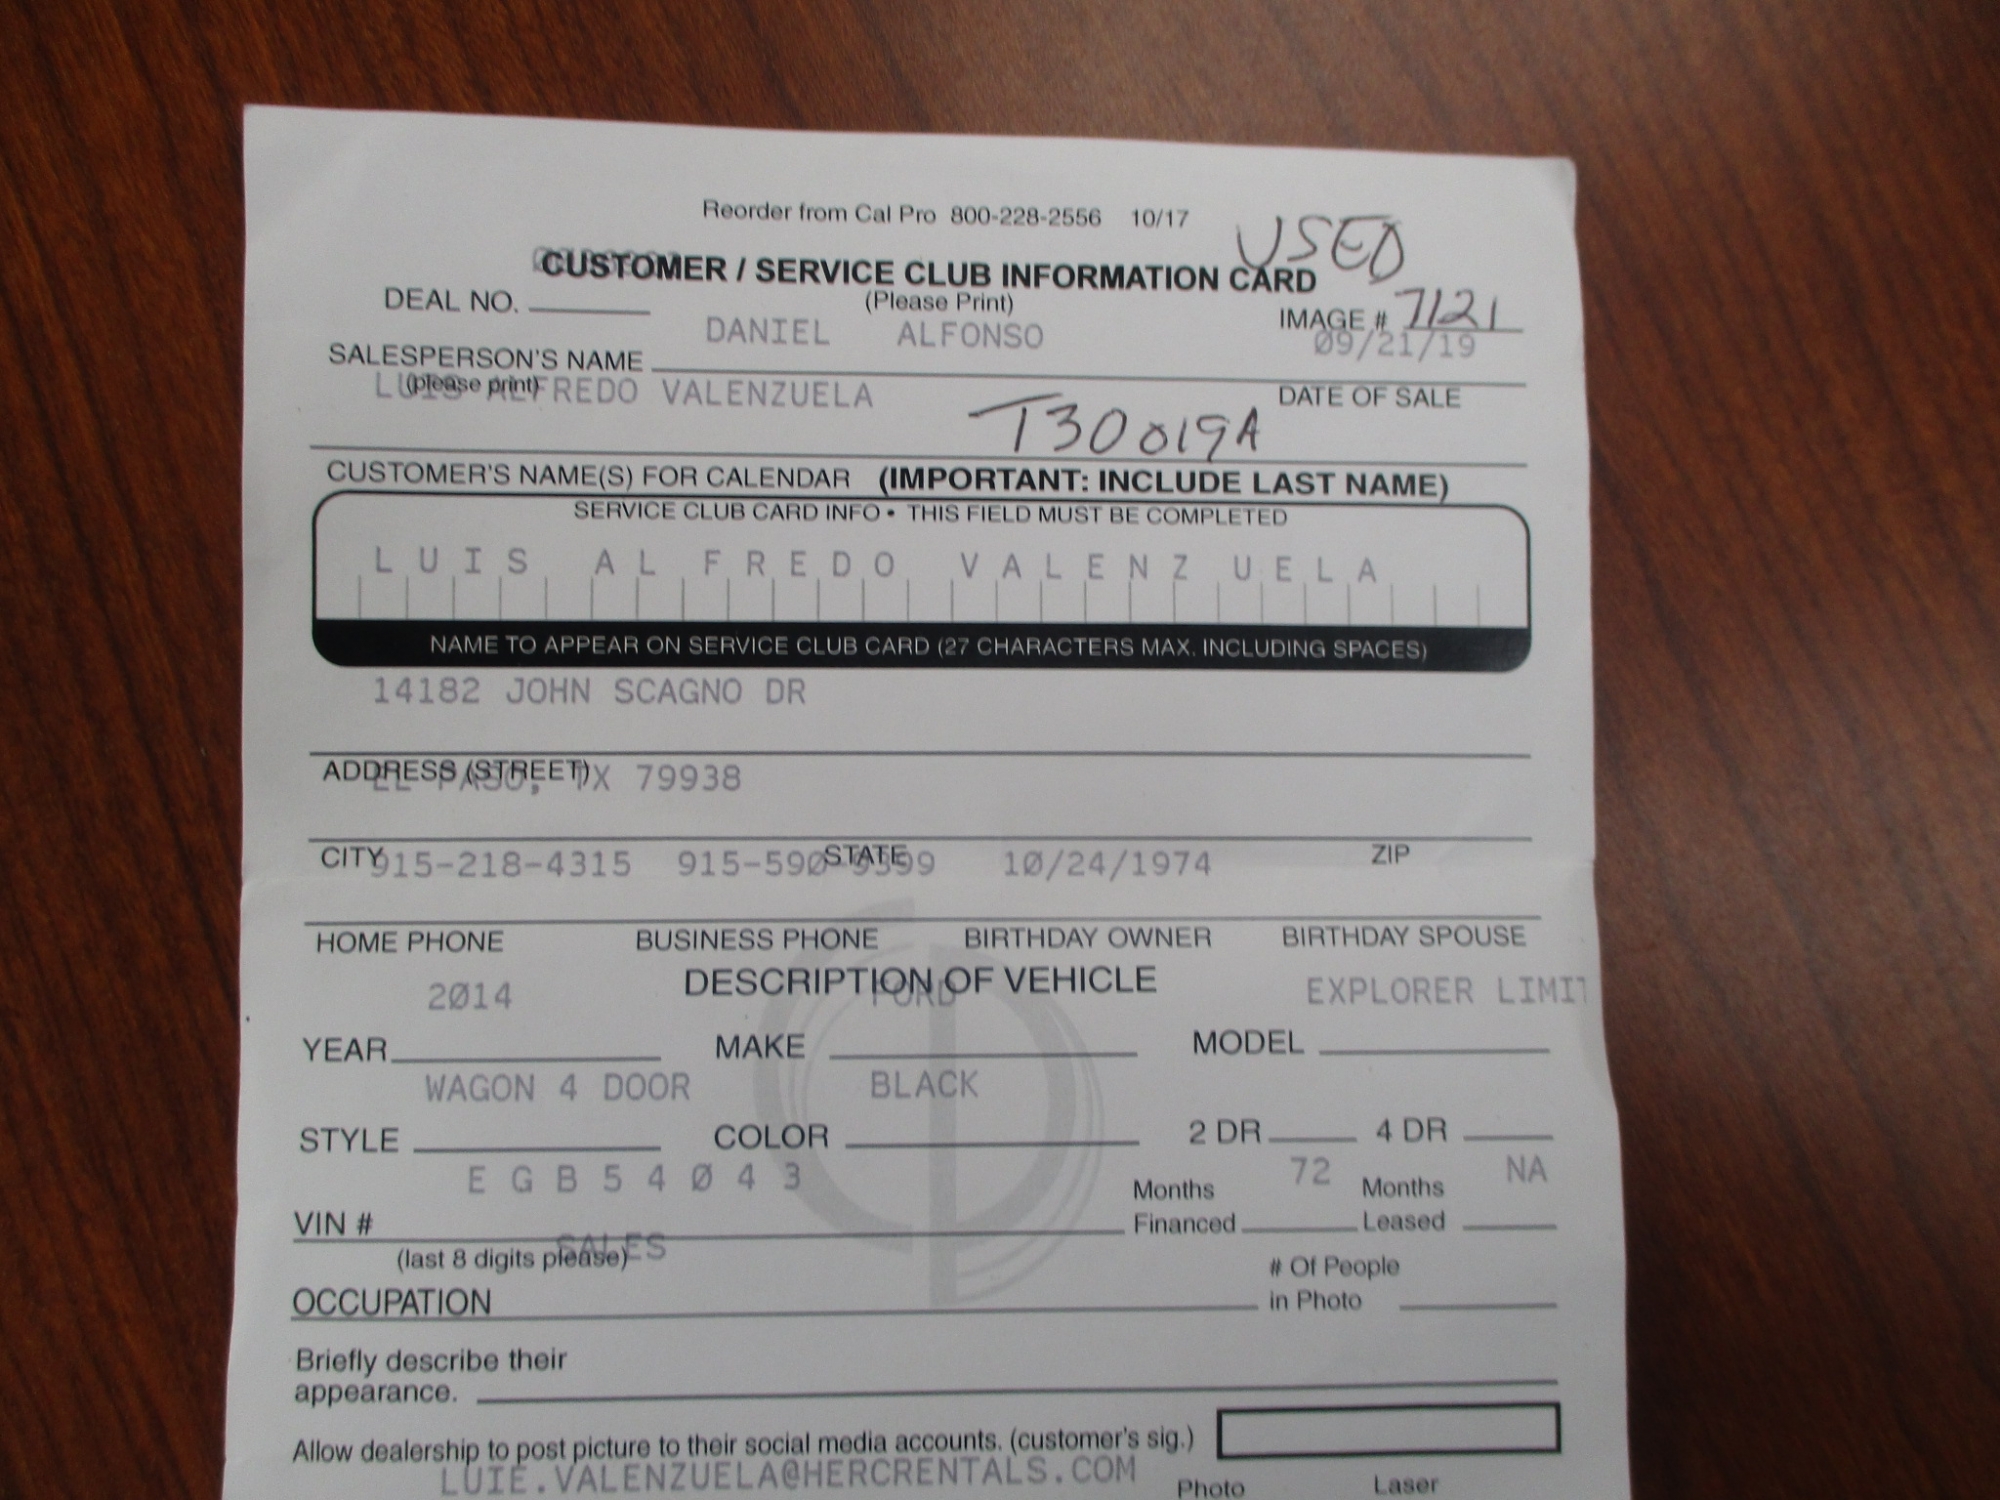 Reorder from Cal Pro 800-228-2556 10/17
USED
CUSTOMER / SERVICE CLUB INFORMATION CARD
(Please Print)
DEAL NO.
IMAGE # 7121
DANIEL ALFONSO
09/21/19
SALESPERSON'S NAME
(please print)
DATE OF SALE
LUIS ALFREDO VALENZUELA
T30019A
CUSTOMER'S NAME(S) FOR CALENDAR (IMPORTANT: INCLUDE LAST NAME)
SERVICE CLUB CARD INFO • THIS FIELD MUST BE COMPLETED
LUIS ALFREDO VALENZUELA
NAME TO APPEAR ON SERVICE CLUB CARD (27 CHARACTERS MAX. INCLUDING SPACES)
14182 JOHN SCAGNO DR
ADDRESS (STREET)
EL PASO, TX 79938
CITY STATE ZIP
915-218-4315 915-590-9399 10/24/1974
HOME PHONE BUSINESS PHONE BIRTHDAY OWNER BIRTHDAY SPOUSE
DESCRIPTION OF VEHICLE
2014 FORD EXPLORER LIMIT
YEAR MAKE MODEL
WAGON 4 DOOR BLACK
STYLE COLOR 2 DR 4 DR
EGB54043 72 NA
VIN # Months Financed Months Leased
(last 8 digits please)
SALES
OCCUPATION # Of People in Photo
Briefly describe their
appearance.
Allow dealership to post picture to their social media accounts. (customer's sig.)
LUIE.VALENZUELA@HERCRENTALS.COM
Photo Laser